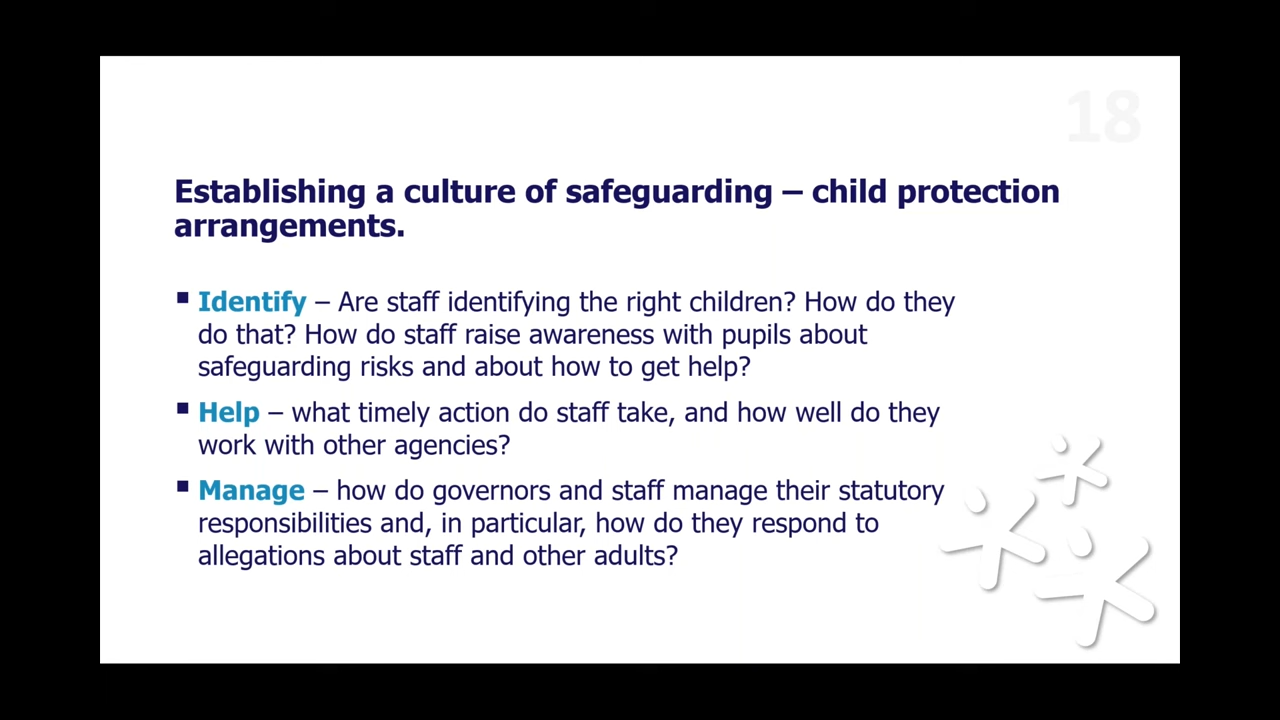 18
Establishing a culture of safeguarding – child protection
arrangements.
▪ Identify – Are staff identifying the right children? How do they
do that? How do staff raise awareness with pupils about
safeguarding risks and about how to get help?
▪ Help – what timely action do staff take, and how well do they
work with other agencies?
▪ Manage – how do governors and staff manage their statutory
responsibilities and, in particular, how do they respond to
allegations about staff and other adults?